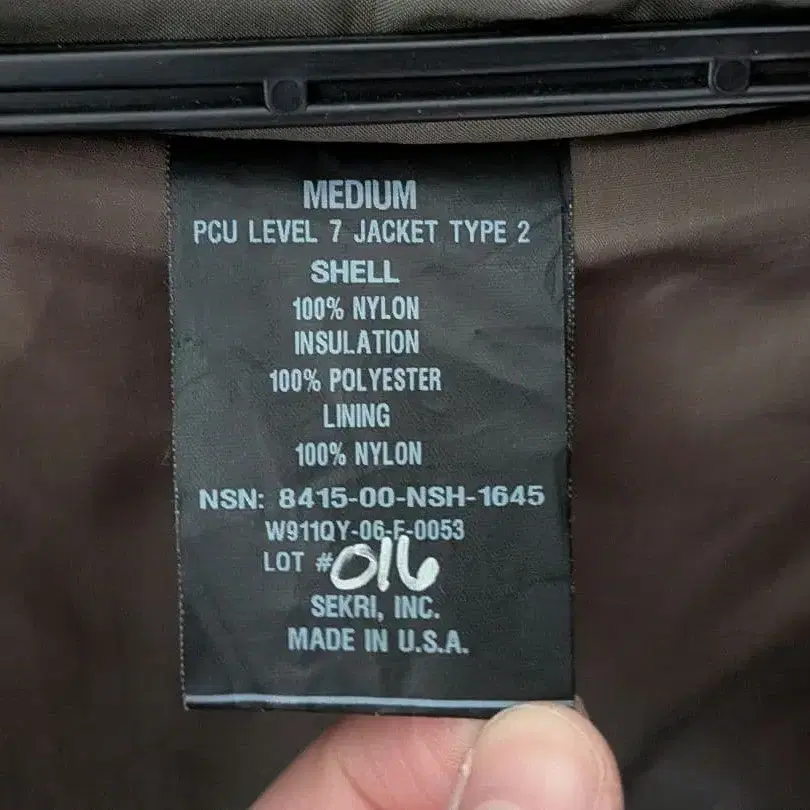 MEDIUM
PCU LEVEL 7 JACKET TYPE 2
SHELL
100% NYLON
INSULATION
100% POLYESTER
LINING
100% NYLON
NSN: 8415-00-NSH-1645
W911QY-06-F-0053
LOT #016
SEKRI, INC.
MADE IN U.S.A.